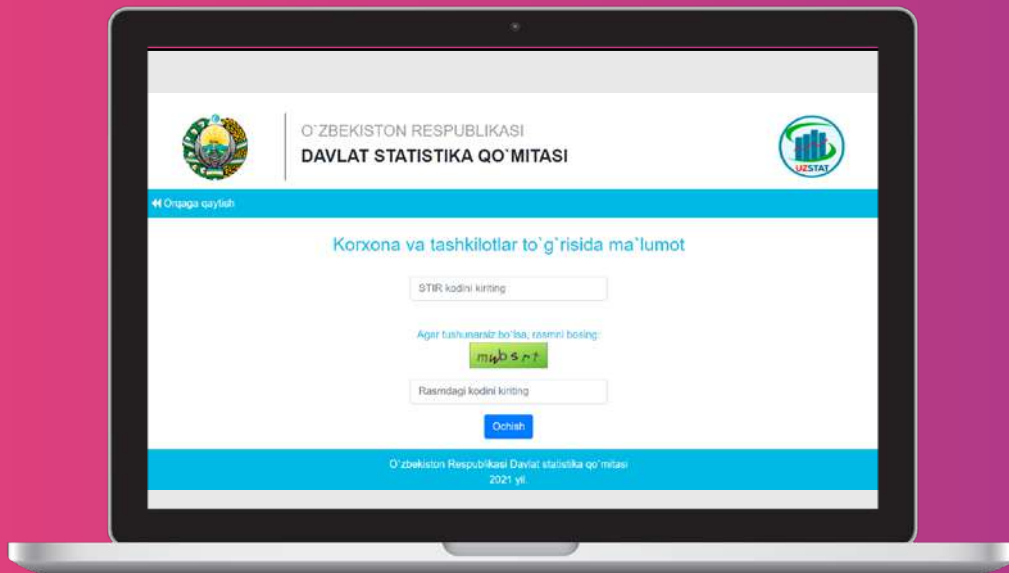 O`ZBEKISTON RESPUBLIKASI
DAVLAT STATISTIKA QO`MITASI
UZSTAT
Orqaga qaytish
Korxona va tashkilotlar to`g`risida ma`lumot
STIR kodini kiriting
Agar tushunarsiz bo`lsa, rasmni bosing:
mwbsrt
Rasmdagi kodini kiriting
Ochish
O`zbekiston Respublikasi Davlat statistika qo`mitasi
2021 yil.